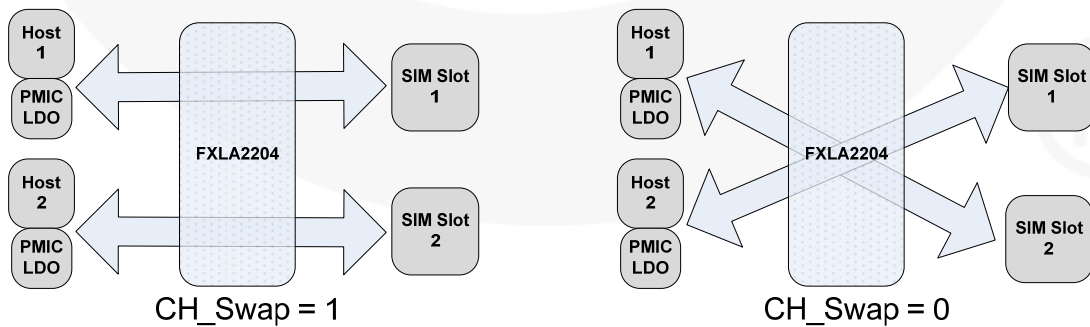 Host
1
PMIC
LDO
SIM Slot
1
FXLA2204
Host
2
PMIC
LDO
SIM Slot
2
CH_Swap = 1
Host
1
PMIC
LDO
SIM Slot
1
FXLA2204
Host
2
PMIC
LDO
SIM Slot
2
CH_Swap = 0